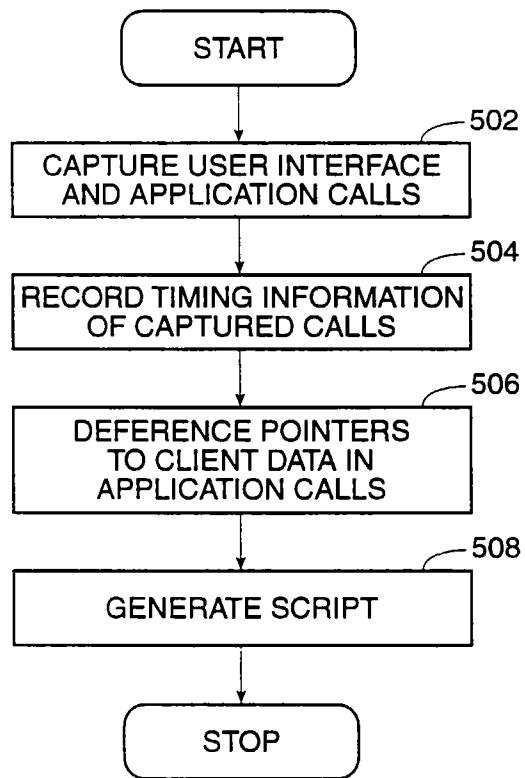 START
502
CAPTURE USER INTERFACE
AND APPLICATION CALLS
504
RECORD TIMING INFORMATION
OF CAPTURED CALLS
506
DEFERENCE POINTERS
TO CLIENT DATA IN
APPLICATION CALLS
508
GENERATE SCRIPT
STOP